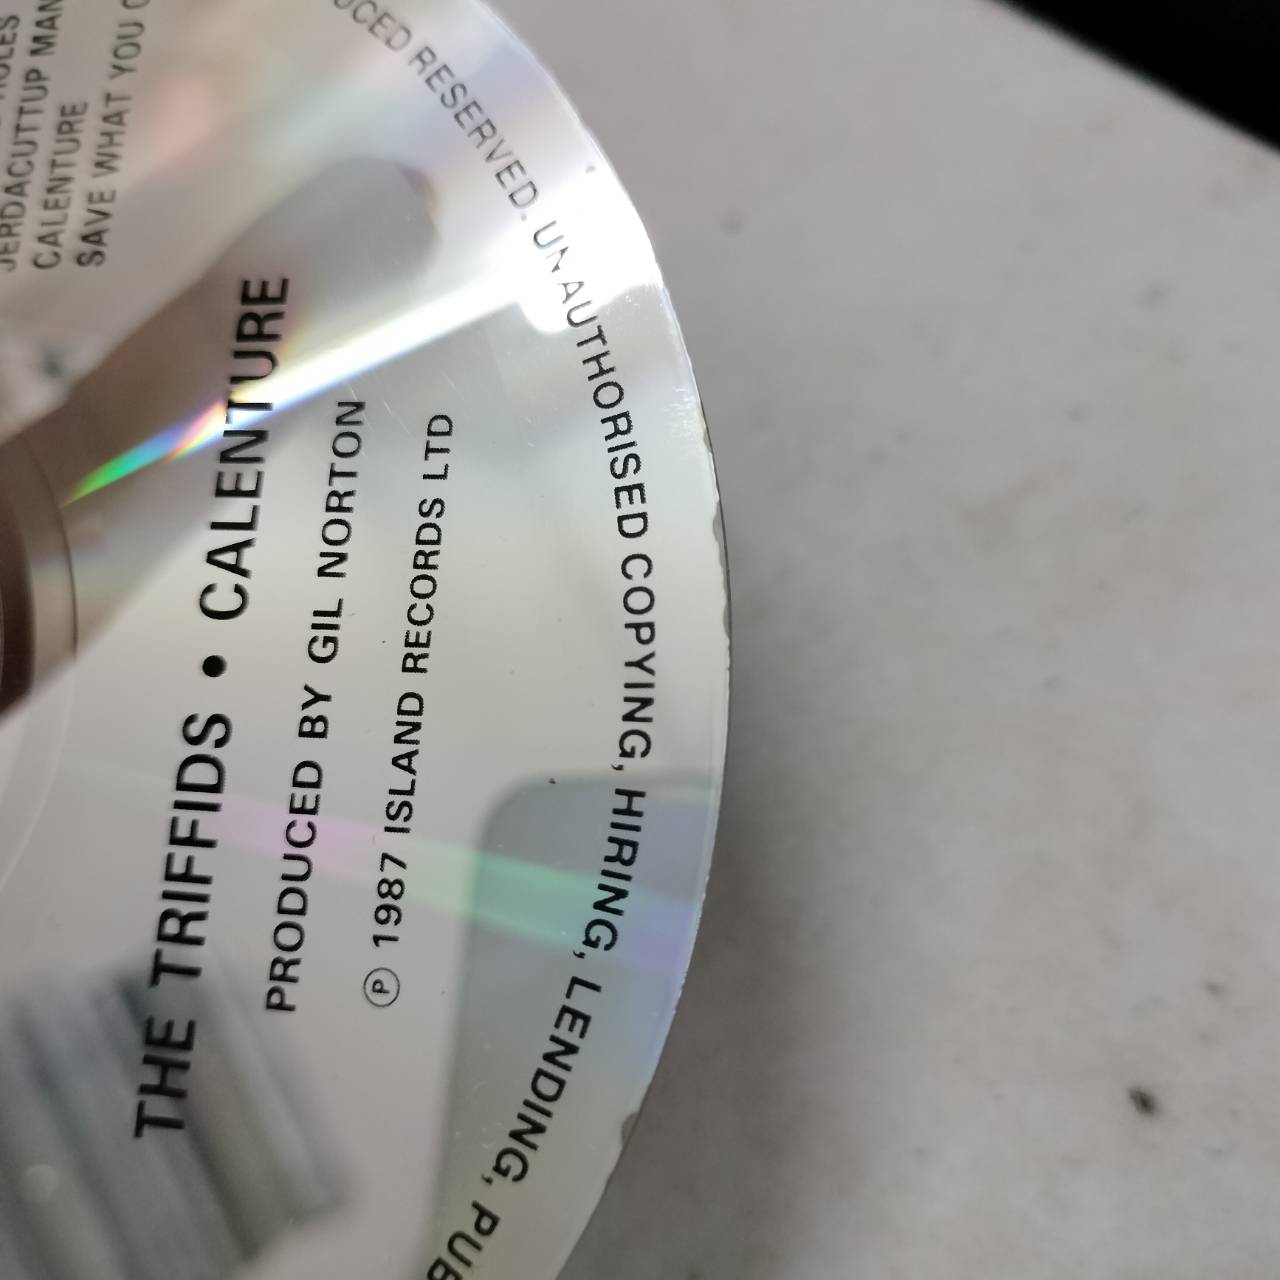 JERDACUTTUP MAN
CALENTURE
SAVE WHAT YOU
THE TRIFFIDS • CALENTURE
PRODUCED BY GIL NORTON
℗ 1987 ISLAND RECORDS LTD
RESERVED. UNAUTHORISED COPYING, HIRING, LENDING,